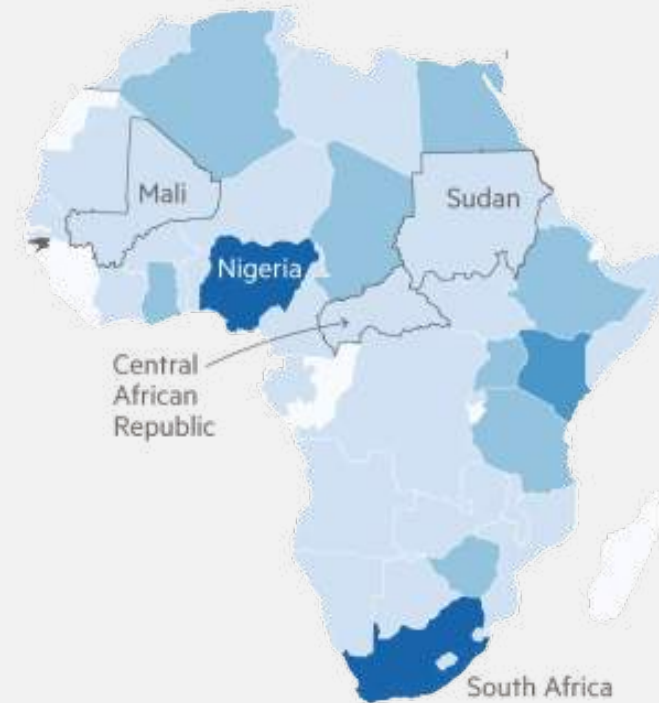 Mali
Sudan
Nigeria
Central
African
Republic
South Africa